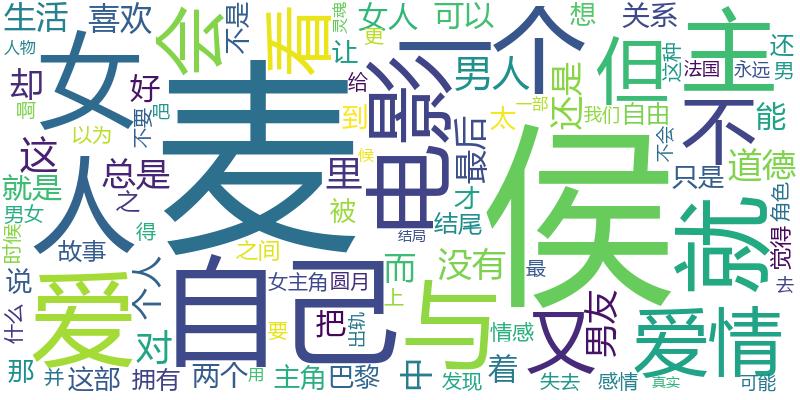 生活
喜欢
会
不是
看
灵魂
女人
可以
想
关系
人物
女
让
更
一个
但
这种
主
还
男
却
啊
好
麦
给
电影
男人
还是
法国
永远
不
能
以为
不要
吧
到
太
一部
我们
自由
不会
这
人
总是
里
最后
侯
只是
道德
就是
之
候
才
就
角色
觉得
男女
被
结尾
时候
故事
得
自己
之间
结局
而
没有
最
去
说
个人
爱
女主角
圆月
上
与
又
男友
爱情
什么
对
要
把
出轨
情感
那
并
这部
拥有
两个
用
主角
巴黎
中
发现
着
失去
感情
真实
可能